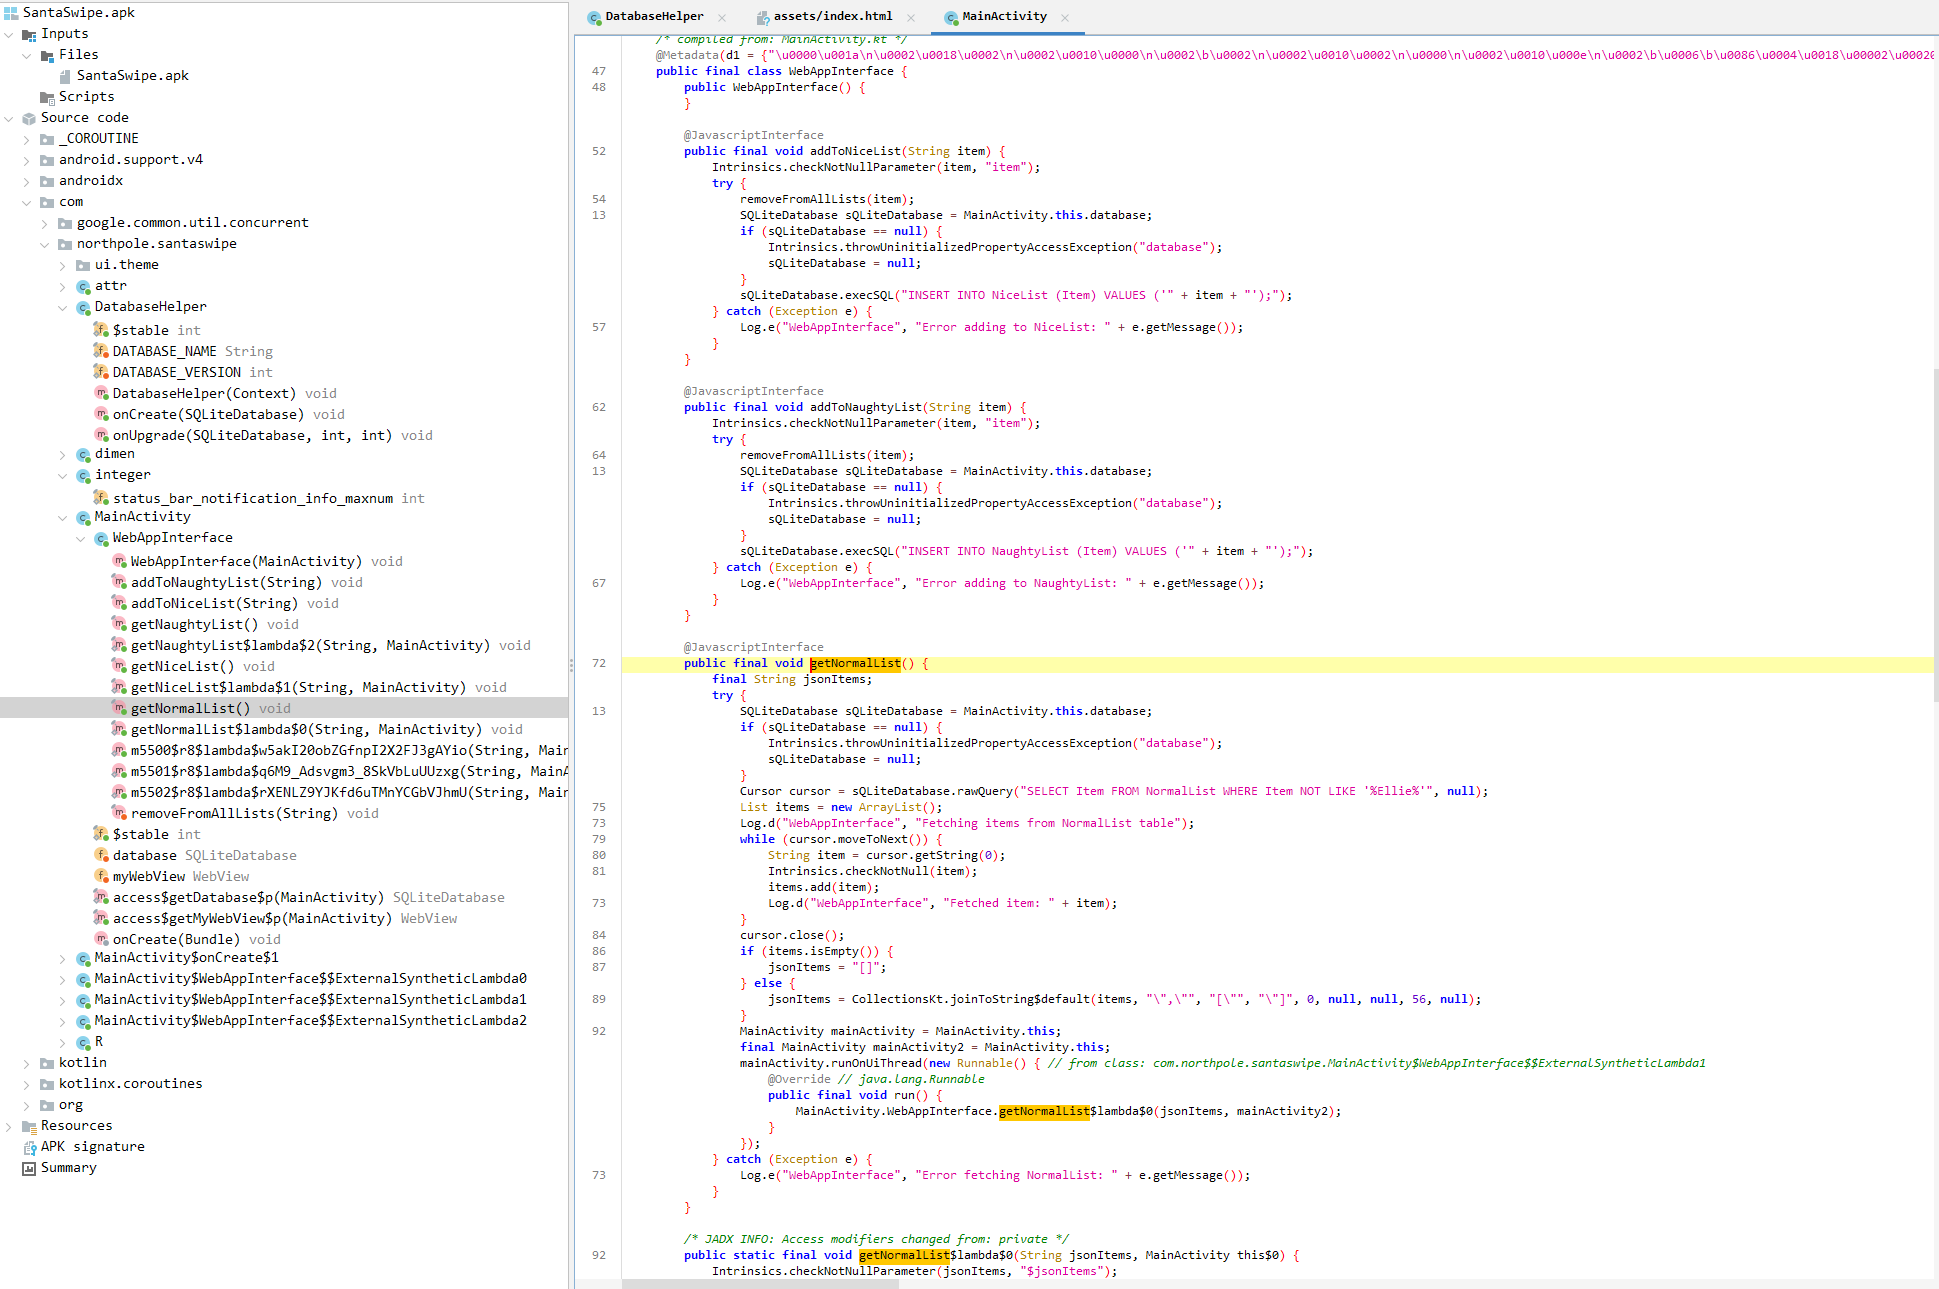 SantaSwipe.apk
Inputs
Files
SantaSwipe.apk
Scripts
Source code
_COROUTINE
android.support.v4
androidx
com
google.common.util.concurrent
northpole.santaswipe
ui.theme
attr
DatabaseHelper
$stable int
DATABASE_NAME String
DATABASE_VERSION int
DatabaseHelper(Context) void
onCreate(SQLiteDatabase) void
onUpgrade(SQLiteDatabase, int, int) void
dimen
integer
status_bar_notification_info_maxnum int
MainActivity
WebAppInterface
WebAppInterface(MainActivity) void
addToNaughtyList(String) void
addToNiceList(String) void
getNaughtyList() void
getNaughtyList$lambda$2(String, MainActivity) void
getNiceList() void
getNiceList$lambda$1(String, MainActivity) void
getNormalList() void
getNormalList$lambda$0(String, MainActivity) void
m5500$r8$lambda$w5akI20obZGfnpI2X2FJ3gAYio(String, Main
m5501$r8$lambda$q6M9_Adsvgm3_8SkVbLuUUzxg(String, MainA
m5502$r8$lambda$rXENLZ9YJKfd6uTMnYCGbVJhmU(String, Main
removeFromAllLists(String) void
$stable int
database SQLiteDatabase
myWebView WebView
access$getDatabase$p(MainActivity) SQLiteDatabase
access$getMyWebView$p(MainActivity) WebView
onCreate(Bundle) void
MainActivity$onCreate$1
MainActivity$WebAppInterface$$ExternalSyntheticLambda0
MainActivity$WebAppInterface$$ExternalSyntheticLambda1
MainActivity$WebAppInterface$$ExternalSyntheticLambda2
R
kotlin
kotlinx.coroutines
org
Resources
APK signature
Summary
DatabaseHelper assets/index.html MainActivity
/* compiled from: MainActivity.kt */
@Metadata(d1 = {"\u0000\u001a\n\u0002\u0018\u0002\n\u0002\u0010\u0000\n\u0002\b\u0002\n\u0002\u0010\u0002\n\u0000\n\u0002\u0010\u000e\n\u0002\b\u0006\b\u0086\u0004\u0018\u00002\u00020
47 public final class WebAppInterface {
48 public WebAppInterface() {
}
@JavascriptInterface
52 public final void addToNiceList(String item) {
Intrinsics.checkNotNullParameter(item, "item");
try {
54 removeFromAllLists(item);
13 SQLiteDatabase sQLiteDatabase = MainActivity.this.database;
if (sQLiteDatabase == null) {
Intrinsics.throwUninitializedPropertyAccessException("database");
sQLiteDatabase = null;
}
sQLiteDatabase.execSQL("INSERT INTO NiceList (Item) VALUES ('" + item + "');");
} catch (Exception e) {
57 Log.e("WebAppInterface", "Error adding to NiceList: " + e.getMessage());
}
}
@JavascriptInterface
62 public final void addToNaughtyList(String item) {
Intrinsics.checkNotNullParameter(item, "item");
try {
64 removeFromAllLists(item);
13 SQLiteDatabase sQLiteDatabase = MainActivity.this.database;
if (sQLiteDatabase == null) {
Intrinsics.throwUninitializedPropertyAccessException("database");
sQLiteDatabase = null;
}
sQLiteDatabase.execSQL("INSERT INTO NaughtyList (Item) VALUES ('" + item + "');");
} catch (Exception e) {
67 Log.e("WebAppInterface", "Error adding to NaughtyList: " + e.getMessage());
}
}
@JavascriptInterface
72 public final void getNormalList() {
final String jsonItems;
try {
13 SQLiteDatabase sQLiteDatabase = MainActivity.this.database;
if (sQLiteDatabase == null) {
Intrinsics.throwUninitializedPropertyAccessException("database");
sQLiteDatabase = null;
}
Cursor cursor = sQLiteDatabase.rawQuery("SELECT Item FROM NormalList WHERE Item NOT LIKE '%Ellie%'", null);
75 List items = new ArrayList();
73 Log.d("WebAppInterface", "Fetching items from NormalList table");
79 while (cursor.moveToNext()) {
80 String item = cursor.getString(0);
81 Intrinsics.checkNotNull(item);
items.add(item);
73 Log.d("WebAppInterface", "Fetched item: " + item);
}
84 cursor.close();
86 if (items.isEmpty()) {
87 jsonItems = "[]";
} else {
89 jsonItems = CollectionsKt.joinToString$default(items, "\",\"", "[\"", "\"]", 0, null, null, 56, null);
}
92 MainActivity mainActivity = MainActivity.this;
final MainActivity mainActivity2 = MainActivity.this;
mainActivity.runOnUiThread(new Runnable() { // from class: com.northpole.santaswipe.MainActivity$WebAppInterface$$ExternalSyntheticLambda1
@Override // java.lang.Runnable
public final void run() {
MainActivity.WebAppInterface.getNormalList$lambda$0(jsonItems, mainActivity2);
}
});
} catch (Exception e) {
73 Log.e("WebAppInterface", "Error fetching NormalList: " + e.getMessage());
}
}
/* JADX INFO: Access modifiers changed from: private */
92 public static final void getNormalList$lambda$0(String jsonItems, MainActivity this$0) {
Intrinsics.checkNotNullParameter(jsonItems, "$jsonItems");